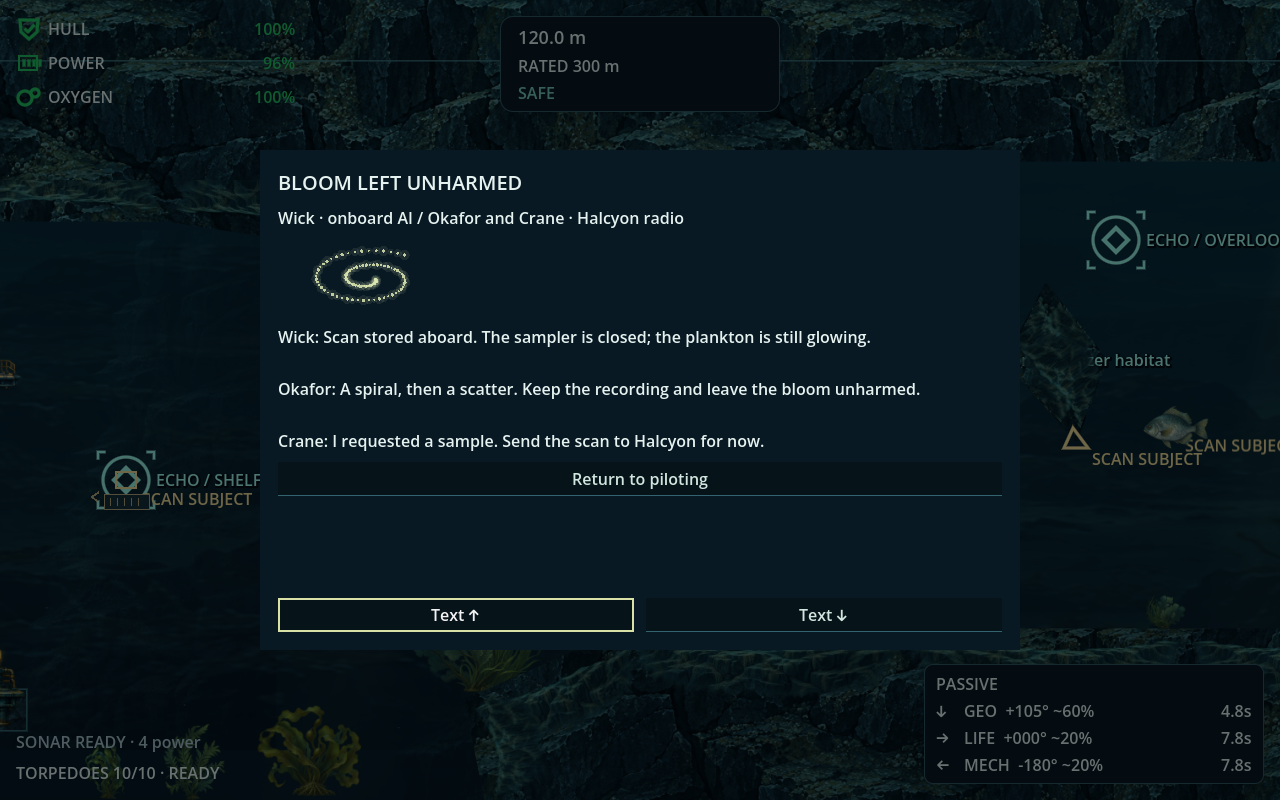 HULL 100%
POWER 96%
OXYGEN 100%
120.0 m
RATED 300 m
SAFE
BLOOM LEFT UNHARMED
Wick · onboard AI / Okafor and Crane · Halcyon radio
Wick: Scan stored aboard. The sampler is closed; the plankton is still glowing.
Okafor: A spiral, then a scatter. Keep the recording and leave the bloom unharmed.
Crane: I requested a sample. Send the scan to Halcyon for now.
Return to piloting
Text ↑
Text ↓
ECHO / OVERLOO
habitat
SCAN SUBJECT
SCAN SUBJEC
ECHO / SHELF
CAN SUBJECT
SONAR READY · 4 power
TORPEDOES 10/10 · READY
PASSIVE
↓ GEO +105° ~60% 4.8s
→ LIFE +000° ~20% 7.8s
← MECH -180° ~20% 7.8s